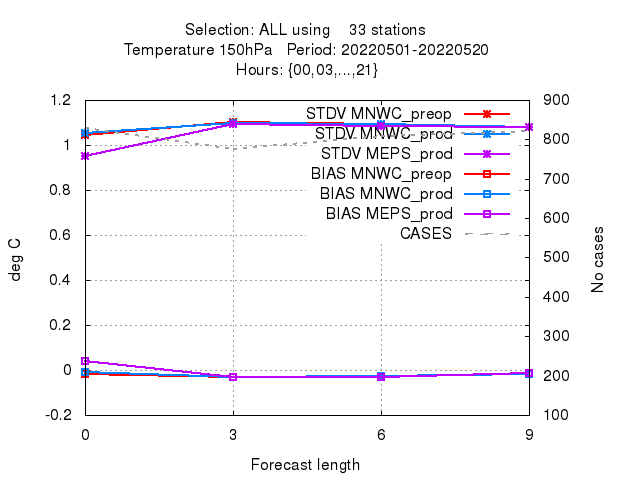 Selection: ALL using 33 stations
Temperature 150hPa Period: 20220501-20220520
Hours: {00,03,...,21}
1.2
1
0.8
0.6
0.4
0.2
0
-0.2
deg C
STDV MNWC_preop
STDV MNWC_prod
STDV MEPS_prod
BIAS MNWC_preop
BIAS MNWC_prod
BIAS MEPS_prod
CASES
900
800
700
600
500
400
300
200
100
No cases
0 3 6 9
Forecast length